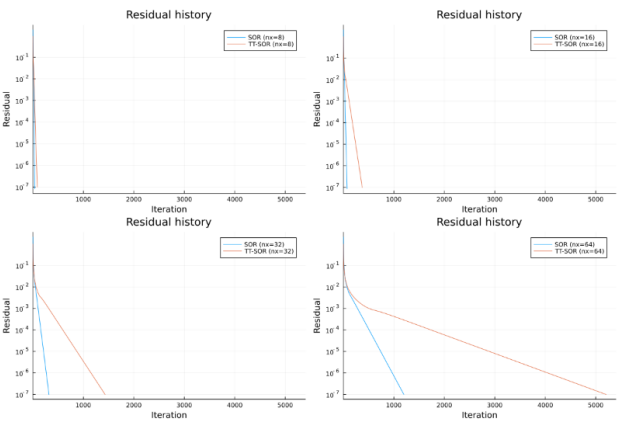 Residual history
SOR (nx=8)
TT-SOR (nx=8)
10^-1
10^-2
10^-3
10^-4
10^-5
10^-6
10^-7
Residual
1000 2000 3000 4000 5000
Iteration
Residual history
SOR (nx=16)
TT-SOR (nx=16)
10^-1
10^-2
10^-3
10^-4
10^-5
10^-6
10^-7
Residual
1000 2000 3000 4000 5000
Iteration
Residual history
SOR (nx=32)
TT-SOR (nx=32)
10^-1
10^-2
10^-3
10^-4
10^-5
10^-6
10^-7
Residual
1000 2000 3000 4000 5000
Iteration
Residual history
SOR (nx=64)
TT-SOR (nx=64)
10^-1
10^-2
10^-3
10^-4
10^-5
10^-6
10^-7
Residual
1000 2000 3000 4000 5000
Iteration